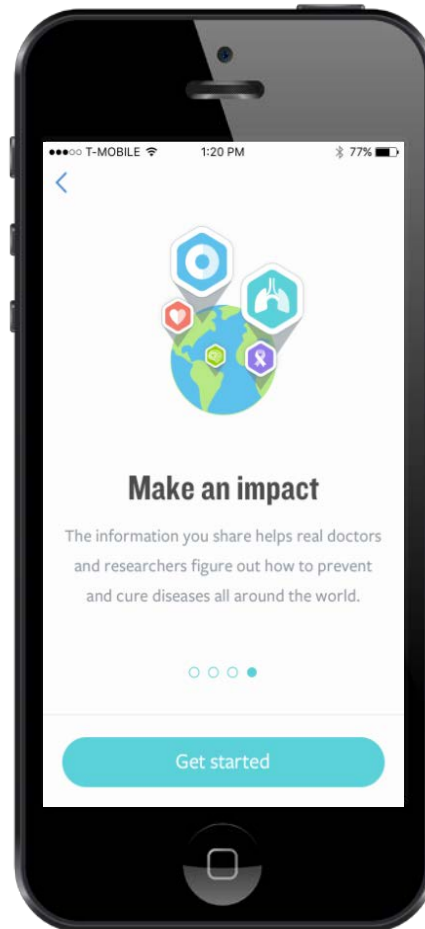 T-MOBILE 1:20 PM 77%
Make an impact
The information you share helps real doctors
and researchers figure out how to prevent
and cure diseases all around the world.
Get started